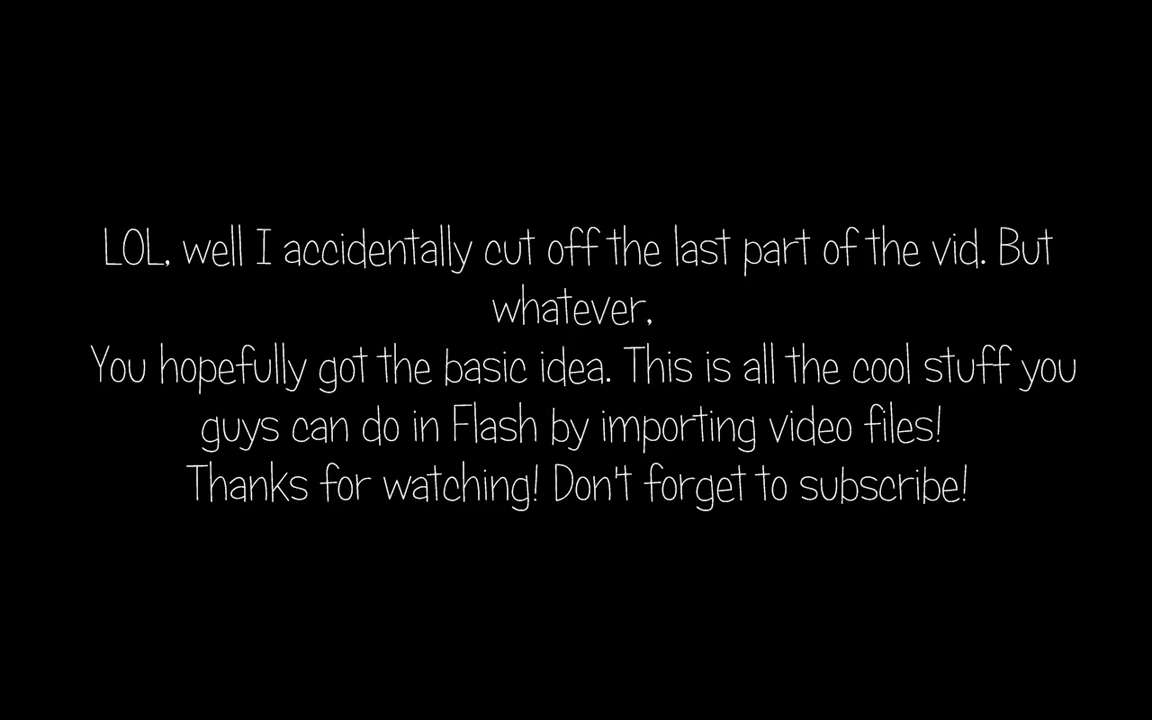 LOL, well I accidentally cut off the last part of the vid. But
whatever,
You hopefully got the basic idea. This is all the cool stuff you
guys can do in Flash by importing video files!
Thanks for watching! Don't forget to subscribe!